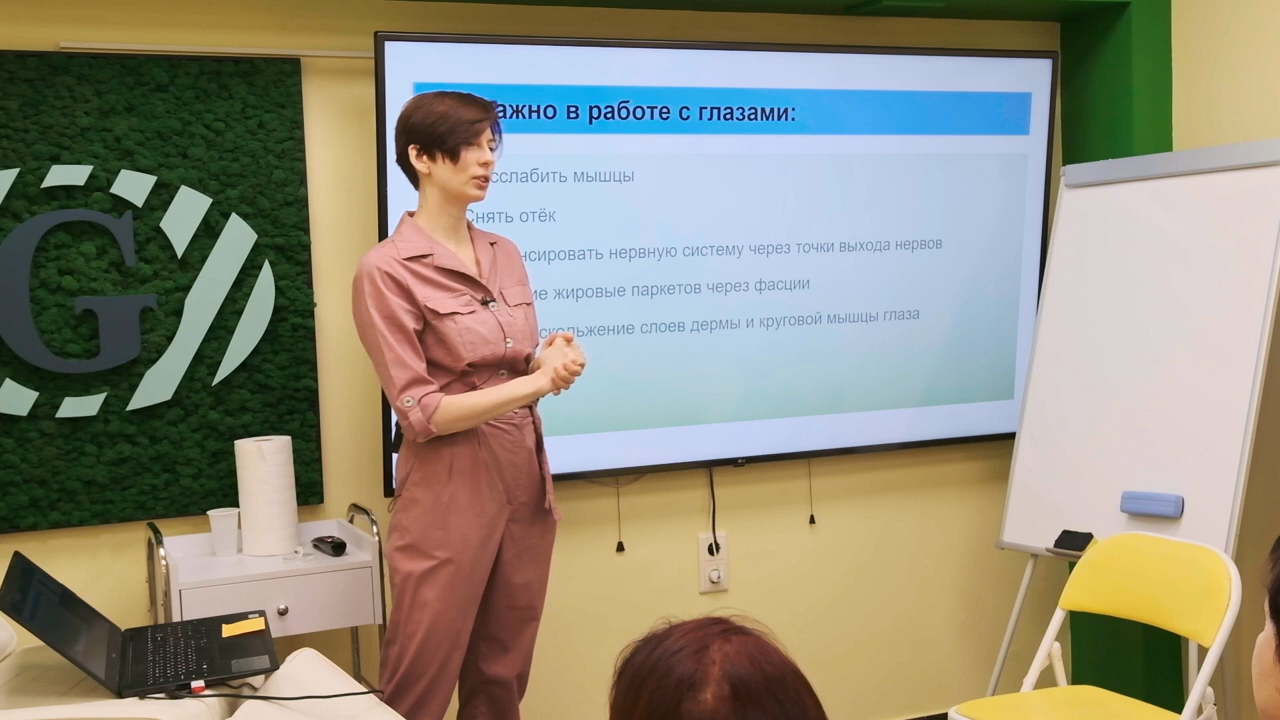 G
ажно в работе с глазами:
сслабить мышцы
Снять отёк
нсировать нервную систему через точки выхода нервов
ие жировые паркетов через фасции
скольжение слоев дермы и круговой мышцы глаза